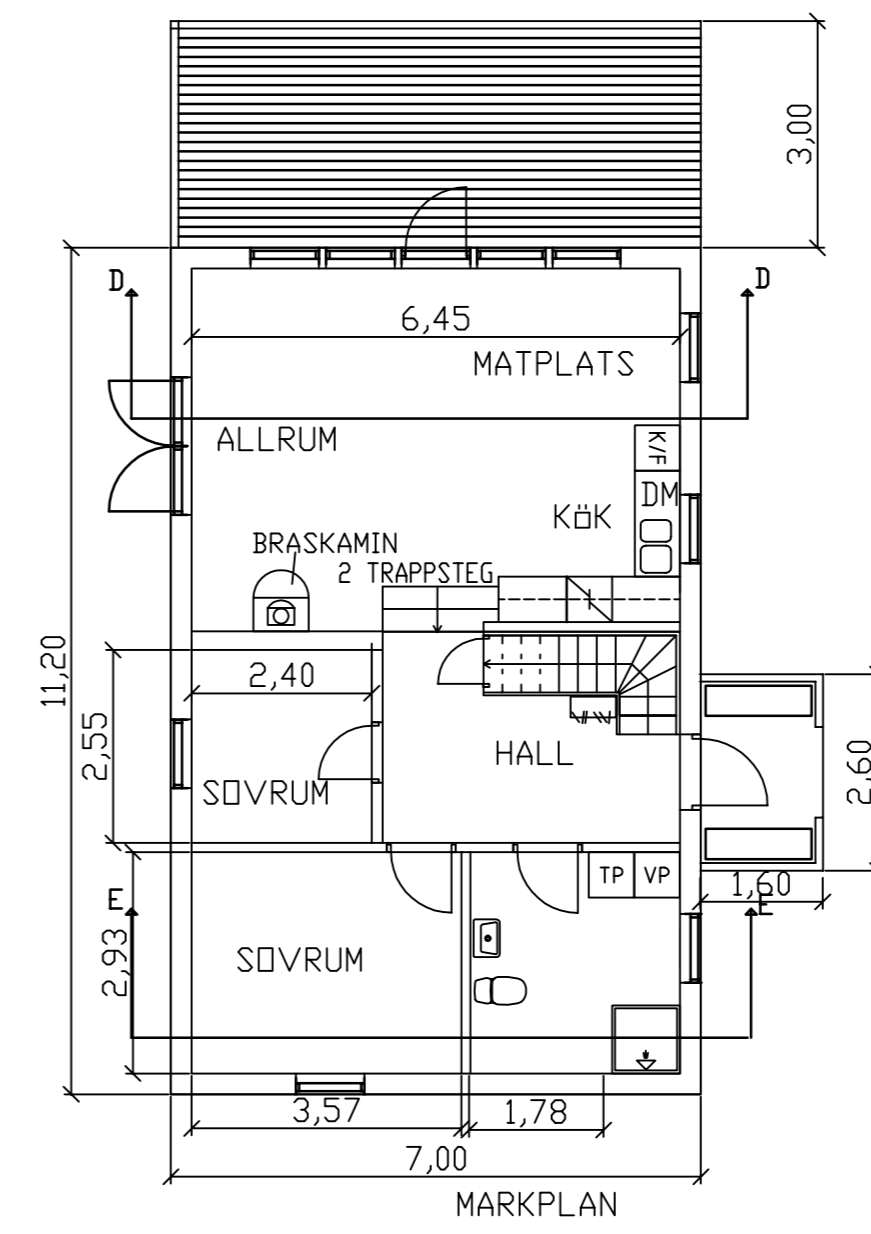 3,00
D
D
6,45
MATPLATS
ALLRUM
K/F
DM
KöK
BRASKAMIN
2 TRAPPSTEG
11,20
2,40
2,55
HALL
SOVRUM
2,60
TP
VP
1,60
E
E
2,93
SOVRUM
3,57
1,78
7,00
MARKPLAN